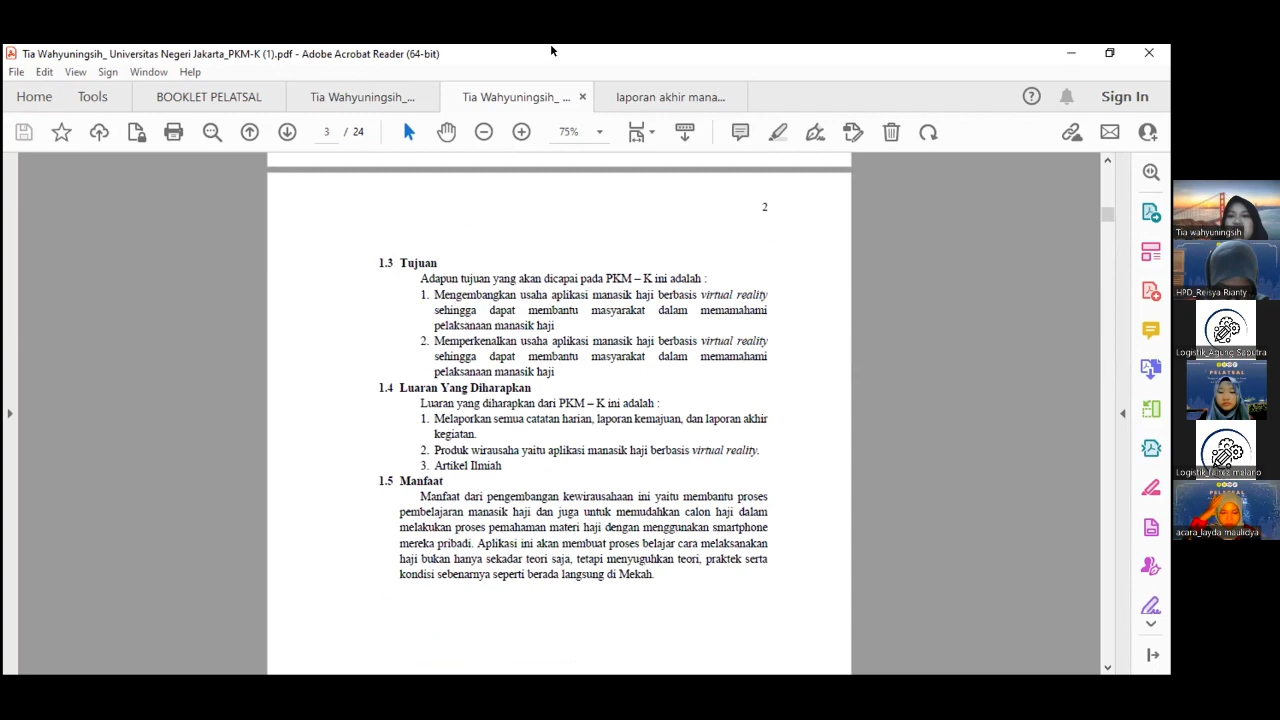 Tia Wahyuningsih_ Universitas Negeri Jakarta_PKM-K (1).pdf - Adobe Acrobat Reader (64-bit)
File Edit View Sign Window Help
Home Tools BOOKLET PELATSAL Tia Wahyuningsih_... Tia Wahyuningsih_ ... × laporan akhir mana... Sign In
3 / 24 75%
2
1.3 Tujuan
Adapun tujuan yang akan dicapai pada PKM – K ini adalah :
1. Mengembangkan usaha aplikasi manasik haji berbasis virtual reality
sehingga dapat membantu masyarakat dalam memamahami
pelaksanaan manasik haji
2. Memperkenalkan usaha aplikasi manasik haji berbasis virtual reality
sehingga dapat membantu masyarakat dalam memamahami
pelaksanaan manasik haji
1.4 Luaran Yang Diharapkan
Luaran yang diharapkan dari PKM – K ini adalah :
1. Melaporkan semua catatan harian, laporan kemajuan, dan laporan akhir
kegiatan.
2. Produk wirausaha yaitu aplikasi manasik haji berbasis virtual reality.
3. Artikel Ilmiah
1.5 Manfaat
Manfaat dari pengembangan kewirausahaan ini yaitu membantu proses
pembelajaran manasik haji dan juga untuk memudahkan calon haji dalam
melakukan proses pemahaman materi haji dengan menggunakan smartphone
mereka pribadi. Aplikasi ini akan membuat proses belajar cara melaksanakan
haji bukan hanya sekadar teori saja, tetapi menyuguhkan teori, praktek serta
kondisi sebenarnya seperti berada langsung di Mekah.
Tia wahyuningsih
HPD_Reisya Rianty
Logistik_Agung Saputra
PELATSAL
Logistik_fairez melano
acara_layda maulidya